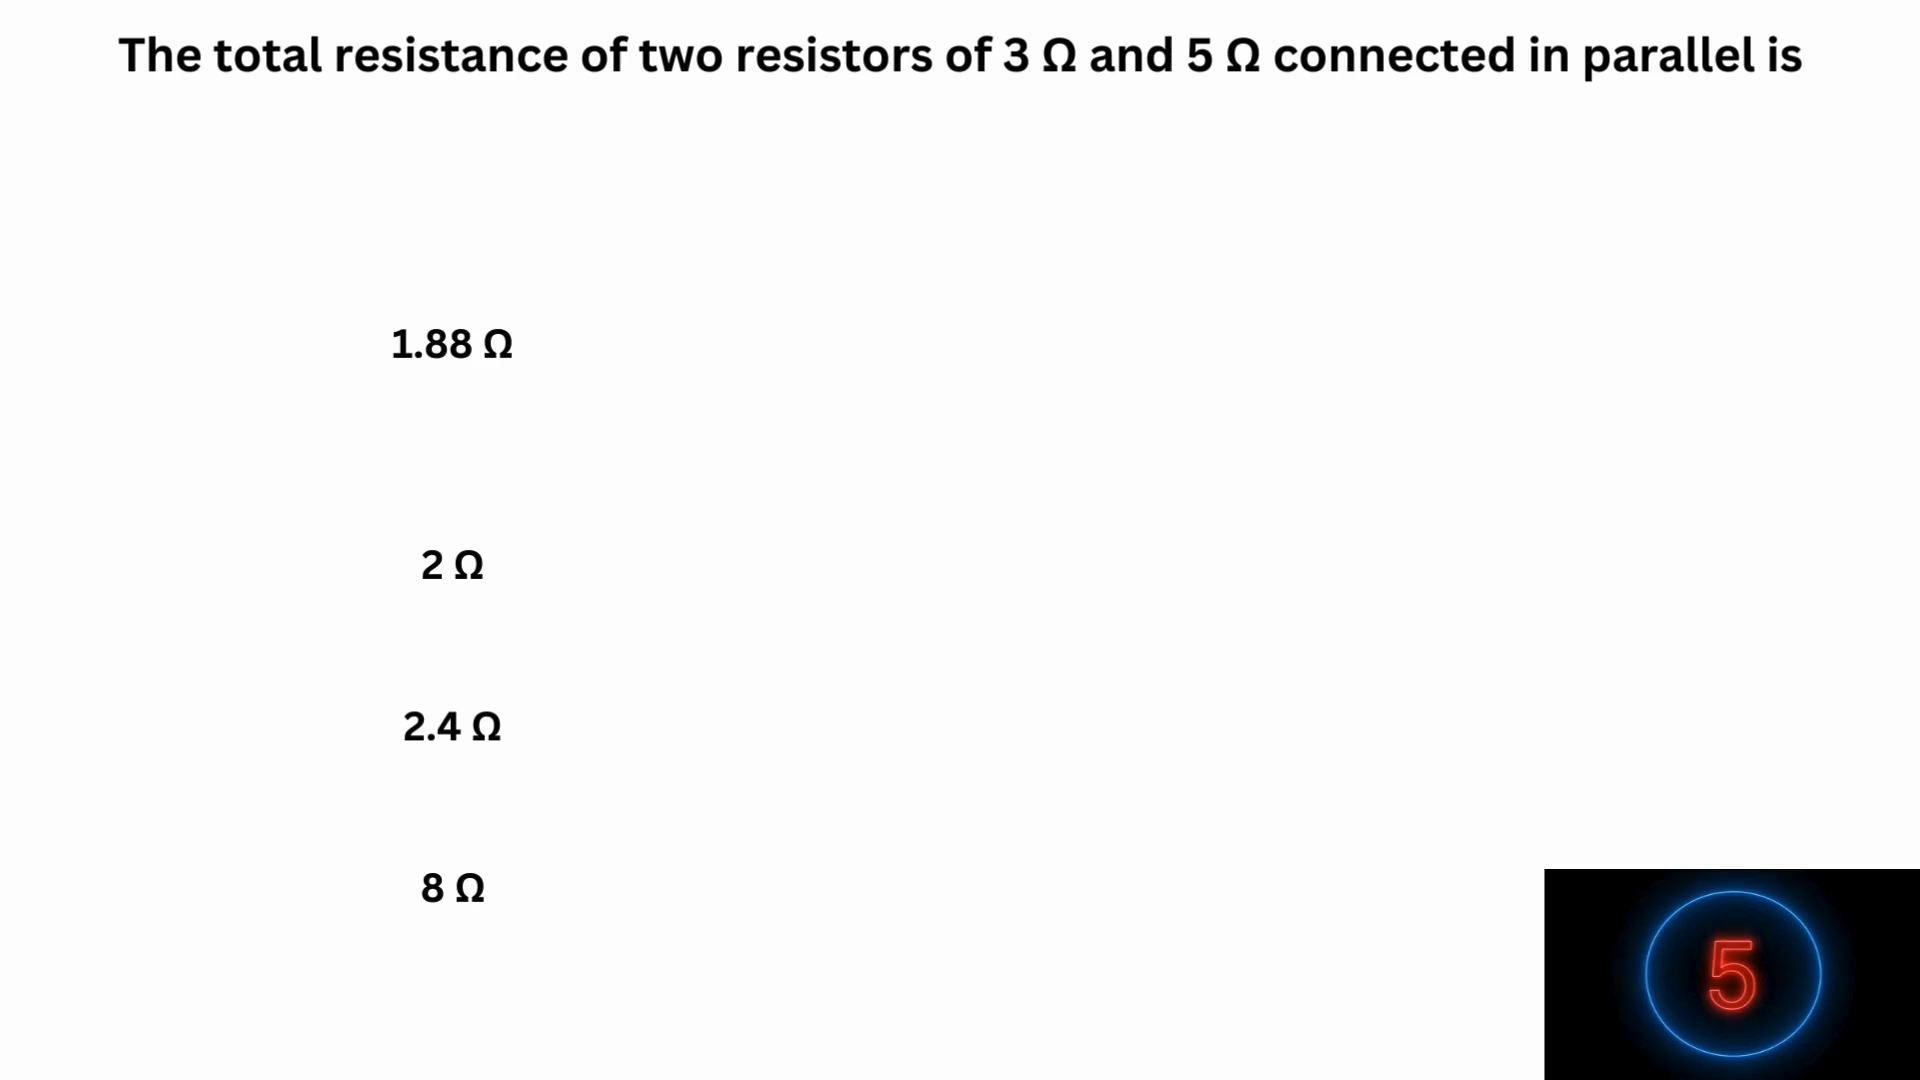 The total resistance of two resistors of 3 Ω and 5 Ω connected in parallel is
1.88 Ω
2 Ω
2.4 Ω
8 Ω
5